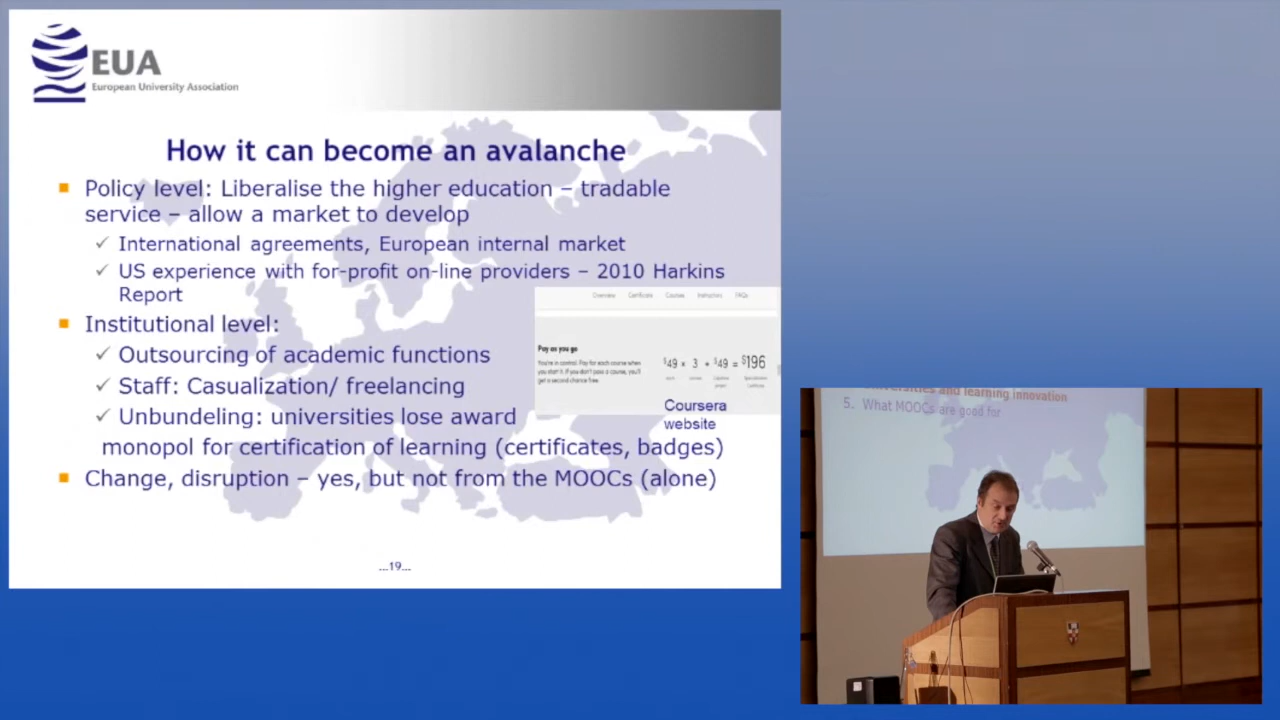 EUA
European University Association
How it can become an avalanche
Policy level: Liberalise the higher education – tradable
service – allow a market to develop
✓ International agreements, European internal market
✓ US experience with for-profit on-line providers – 2010 Harkins
Report
Institutional level:
✓ Outsourcing of academic functions
✓ Staff: Casualization/ freelancing
✓ Unbundeling: universities lose award
monopol for certification of learning (certificates, badges)
Change, disruption – yes, but not from the MOOCs (alone)
Overview Certificate Courses Instructors FAQs
Pay as you go
You're in control. Pay for each course when
you start it. If you don't pass a course, you'll
get a second chance free.
$49 × 3 + $49 = $196
Coursera
website
...19...
and learning innovation
5. What MOOCs are good for